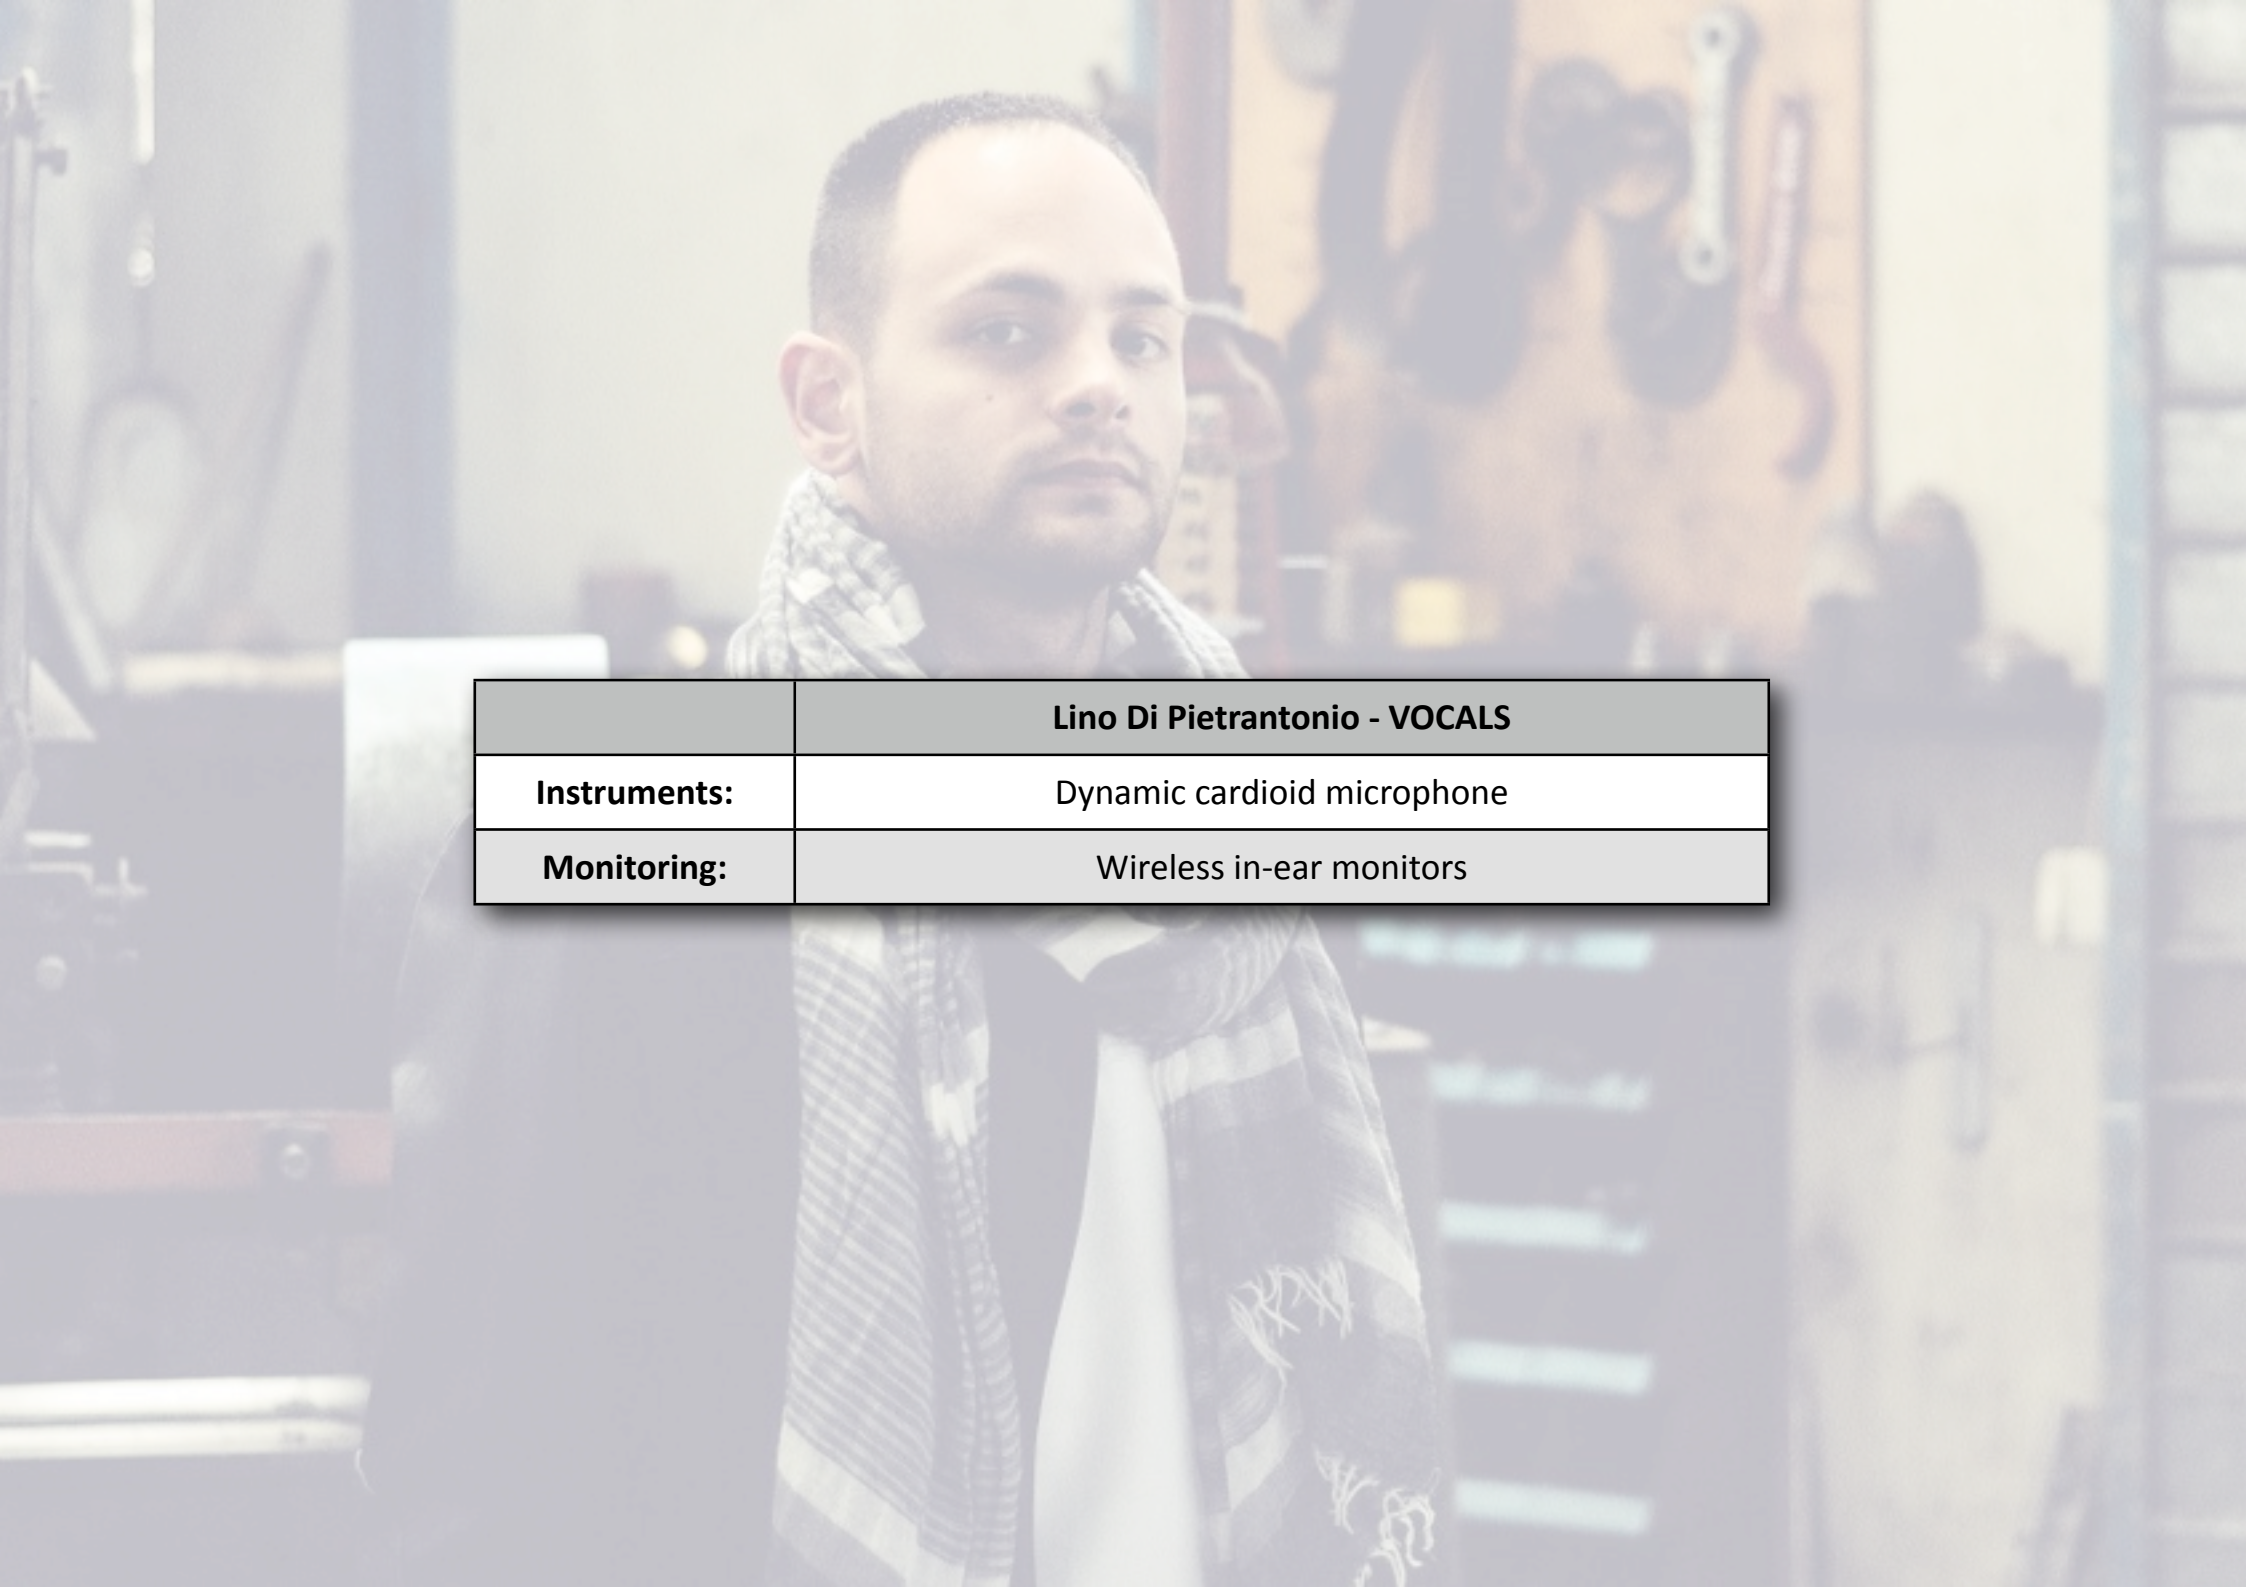 Lino Di Pietrantonio - VOCALS
Instruments: Dynamic cardioid microphone
Monitoring: Wireless in-ear monitors